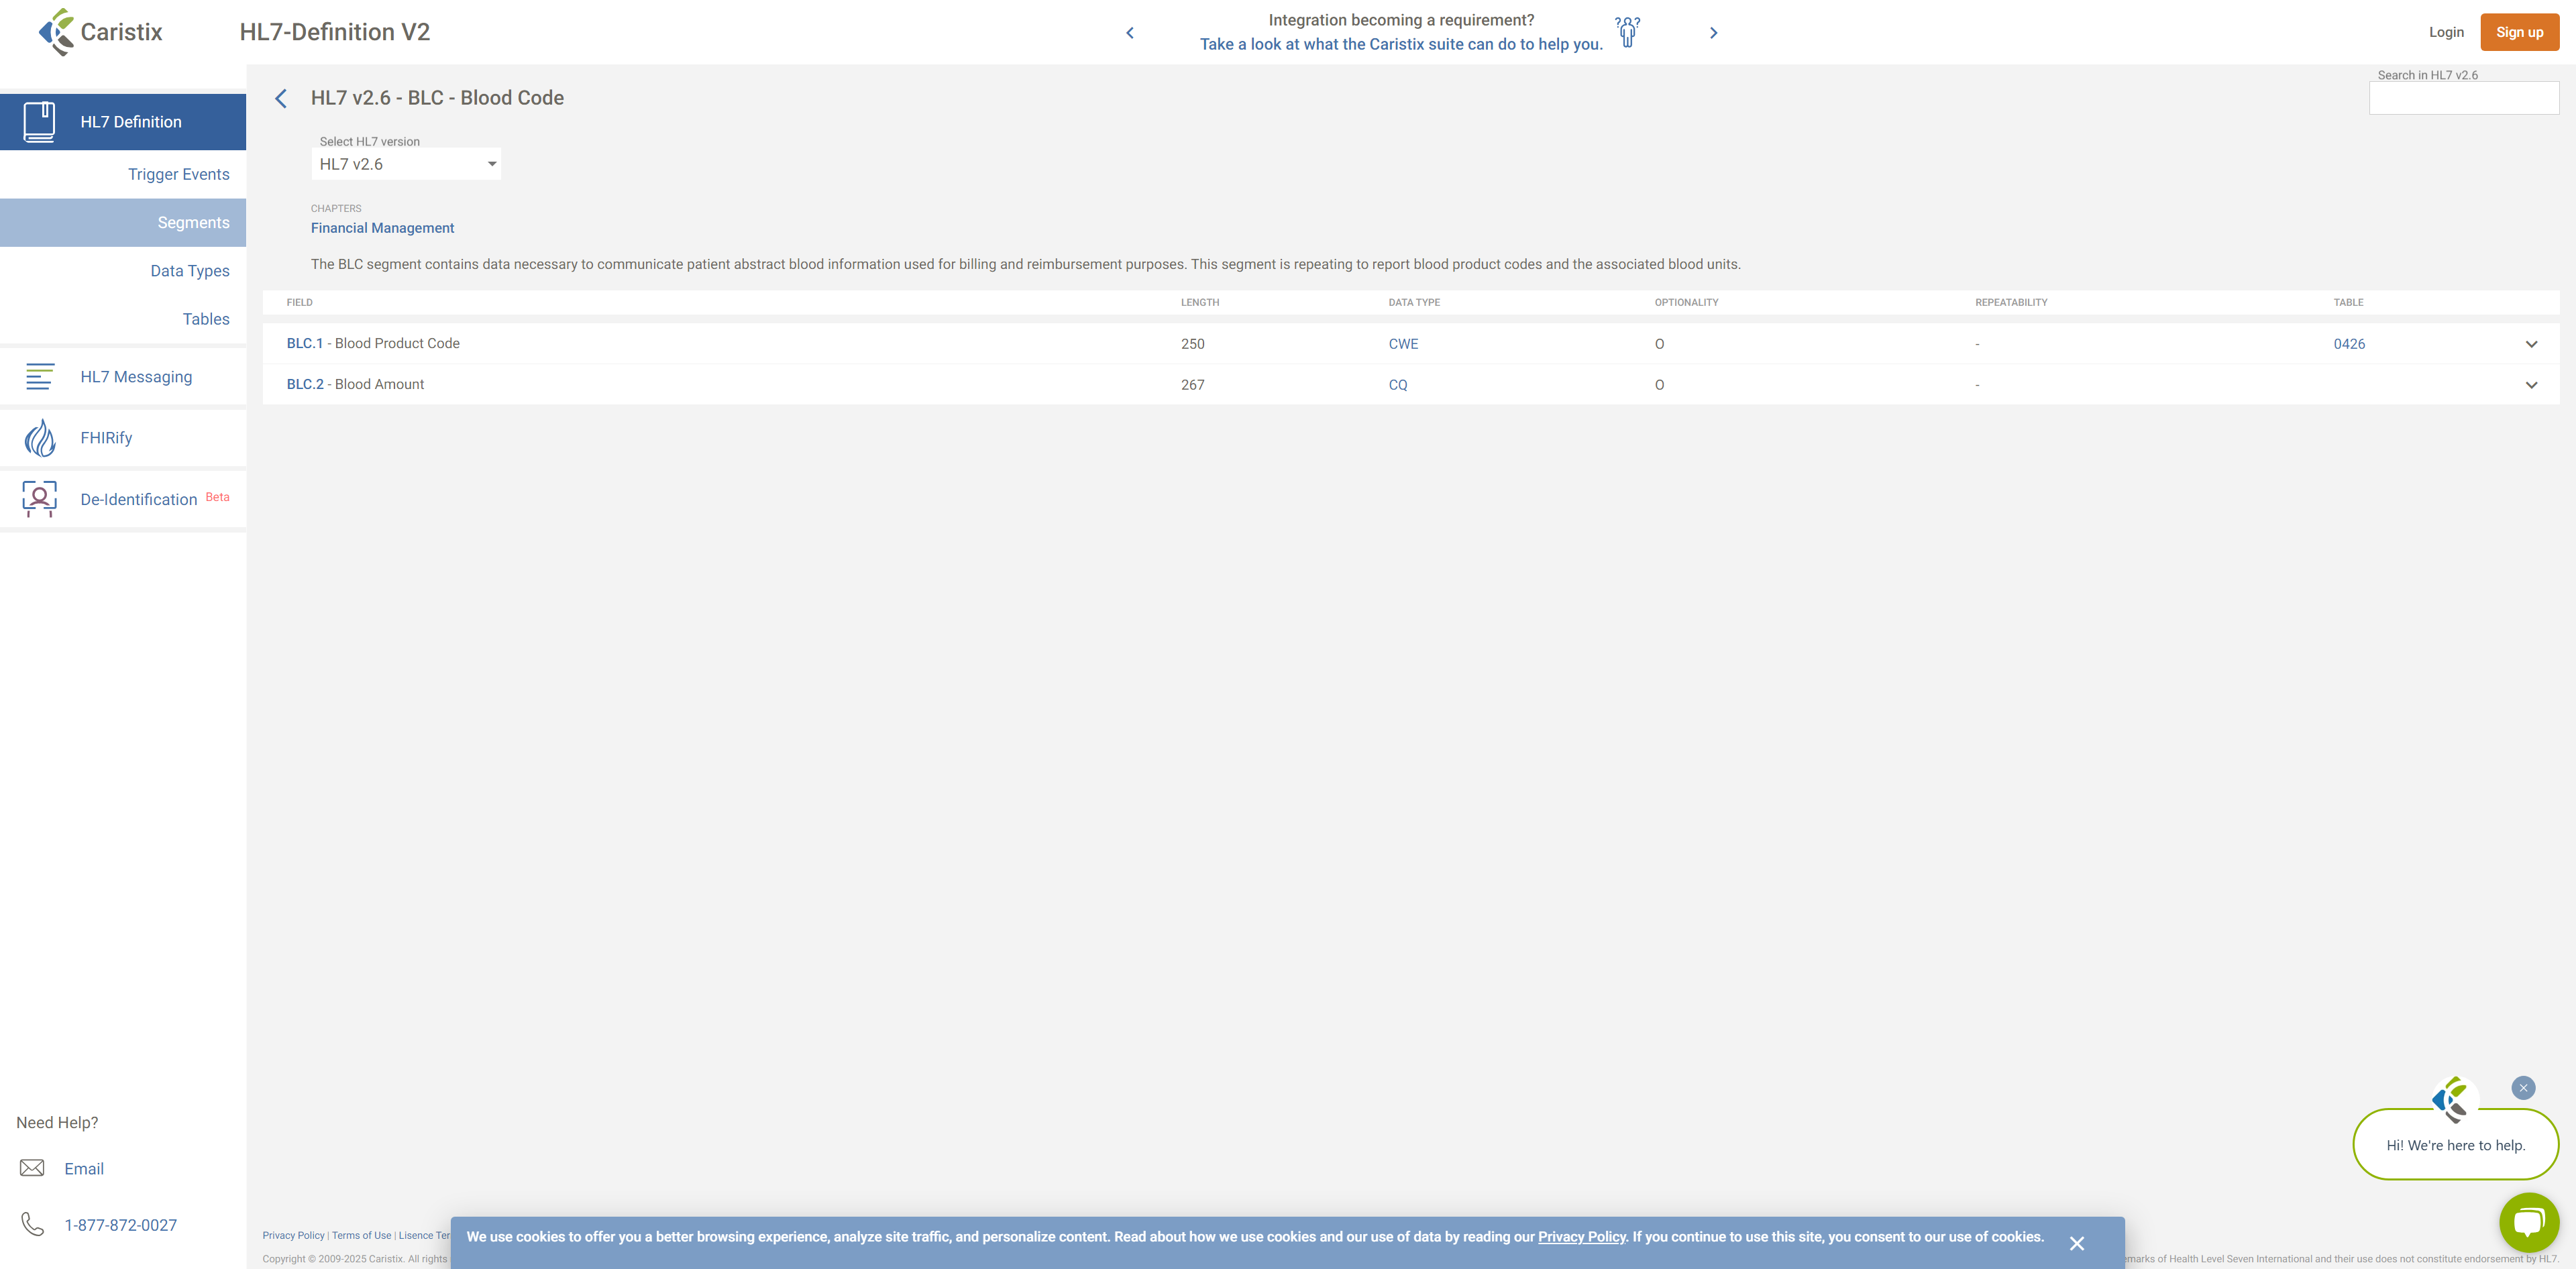 Caristix
HL7-Definition V2
Integration becoming a requirement?
Take a look at what the Caristix suite can do to help you.
Login
Sign up
HL7 Definition
Trigger Events
Segments
Data Types
Tables
HL7 Messaging
FHIRify
De-Identification Beta
Need Help?
Email
1-877-872-0027
HL7 v2.6 - BLC - Blood Code
Search in HL7 v2.6
Select HL7 version
HL7 v2.6
CHAPTERS
Financial Management
The BLC segment contains data necessary to communicate patient abstract blood information used for billing and reimbursement purposes. This segment is repeating to report blood product codes and the associated blood units.
FIELD LENGTH DATA TYPE OPTIONALITY REPEATABILITY TABLE
BLC.1 - Blood Product Code 250 CWE O - 0426
BLC.2 - Blood Amount 267 CQ O -
Hi! We're here to help.
Privacy Policy | Terms of Use | Lisence Ter
We use cookies to offer you a better browsing experience, analyze site traffic, and personalize content. Read about how we use cookies and our use of data by reading our Privacy Policy. If you continue to use this site, you consent to our use of cookies.
Copyright © 2009-2025 Caristix. All rights
emarks of Health Level Seven International and their use does not constitute endorsement by HL7.